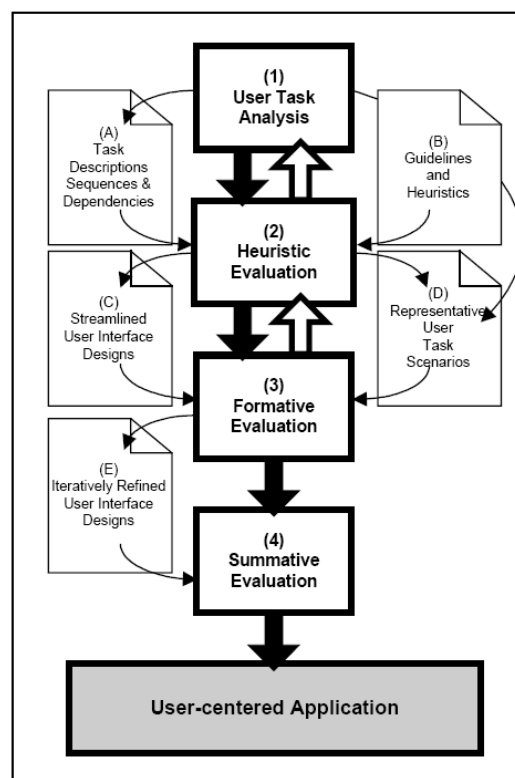 (1)
User Task
Analysis
(A)
Task
Descriptions
Sequences &
Dependencies
(B)
Guidelines
and
Heuristics
(2)
Heuristic
Evaluation
(C)
Streamlined
User Interface
Designs
(D)
Representative
User
Task
Scenarios
(3)
Formative
Evaluation
(E)
Iteratively Refined
User Interface
Designs
(4)
Summative
Evaluation
User-centered Application